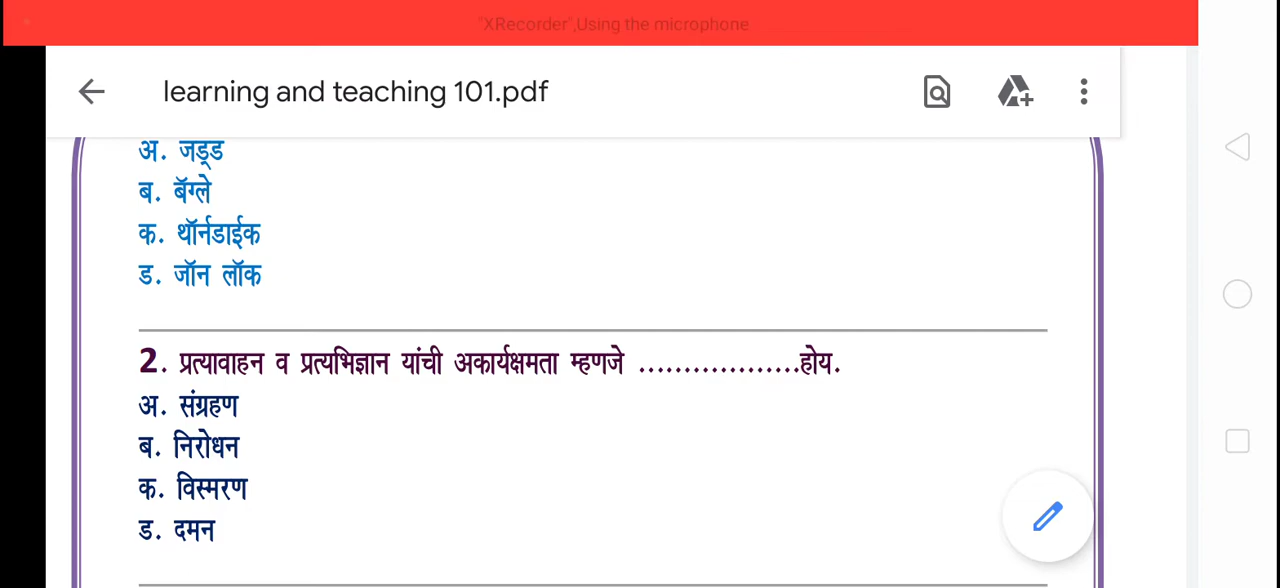 "XRecorder",Using the microphone
learning and teaching 101.pdf
अ. जड्ड
ब. बॅग्ले
क. थॉर्नडाईक
ड. जॉन लॉक
2. प्रत्यावाहन व प्रत्यभिज्ञान यांची अकार्यक्षमता म्हणजे ..................होय.
अ. संग्रहण
ब. निरोधन
क. विस्मरण
ड. दमन